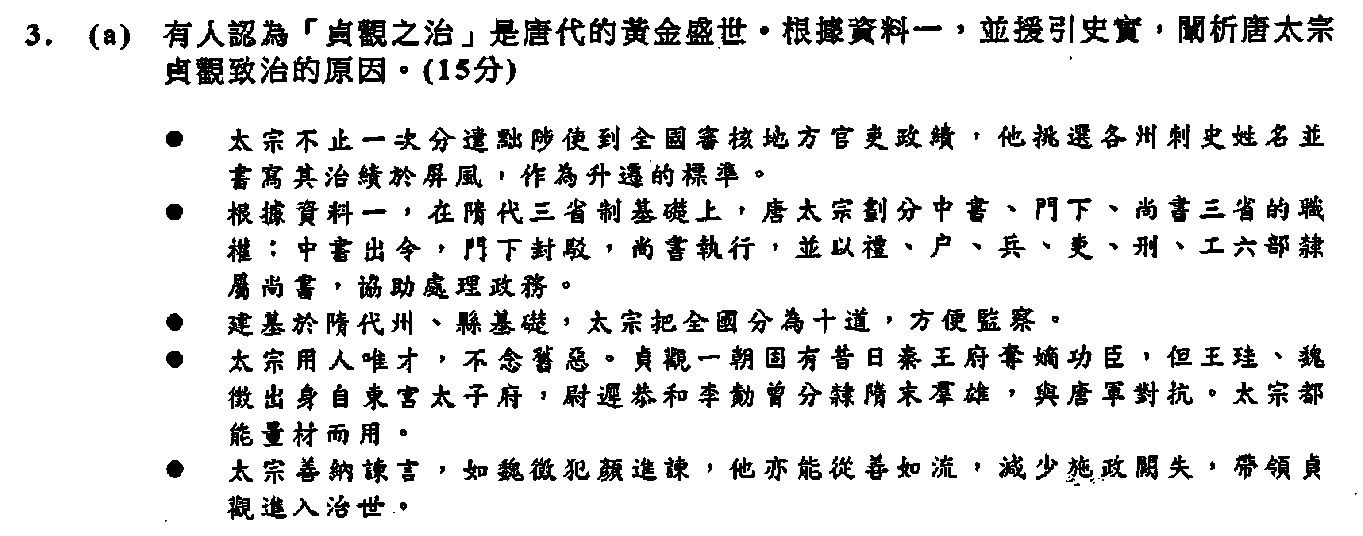 3. (a) 有人認為「貞觀之治」是唐代的黃金盛世。根據資料一，並援引史實，闡析唐太宗
貞觀致治的原因。(15分)
● 太宗不止一次分遣黜陟使到全國審核地方官吏政績，他挑選各州刺史姓名並
書寫其治績於屏風，作為升遷的標準。
● 根據資料一，在隋代三省制基礎上，唐太宗劃分中書、門下、尚書三省的職
權：中書出令，門下封駁，尚書執行，並以禮、户、兵、吏、刑、工六部隸
屬尚書，協助處理政務。
● 建基於隋代州、縣基礎，太宗把全國分為十道，方便監察。
● 太宗用人唯才，不念舊惡。貞觀一朝固有昔日秦王府奪嫡功臣，但王珪、魏
徵出身自東宮太子府，尉遲恭和李勣曾分隸隋末羣雄，與唐軍對抗。太宗都
能量材而用。
● 太宗善納諫言，如魏徵犯顏進諫，他亦能從善如流，減少施政闕失，帶領貞
觀進入治世。